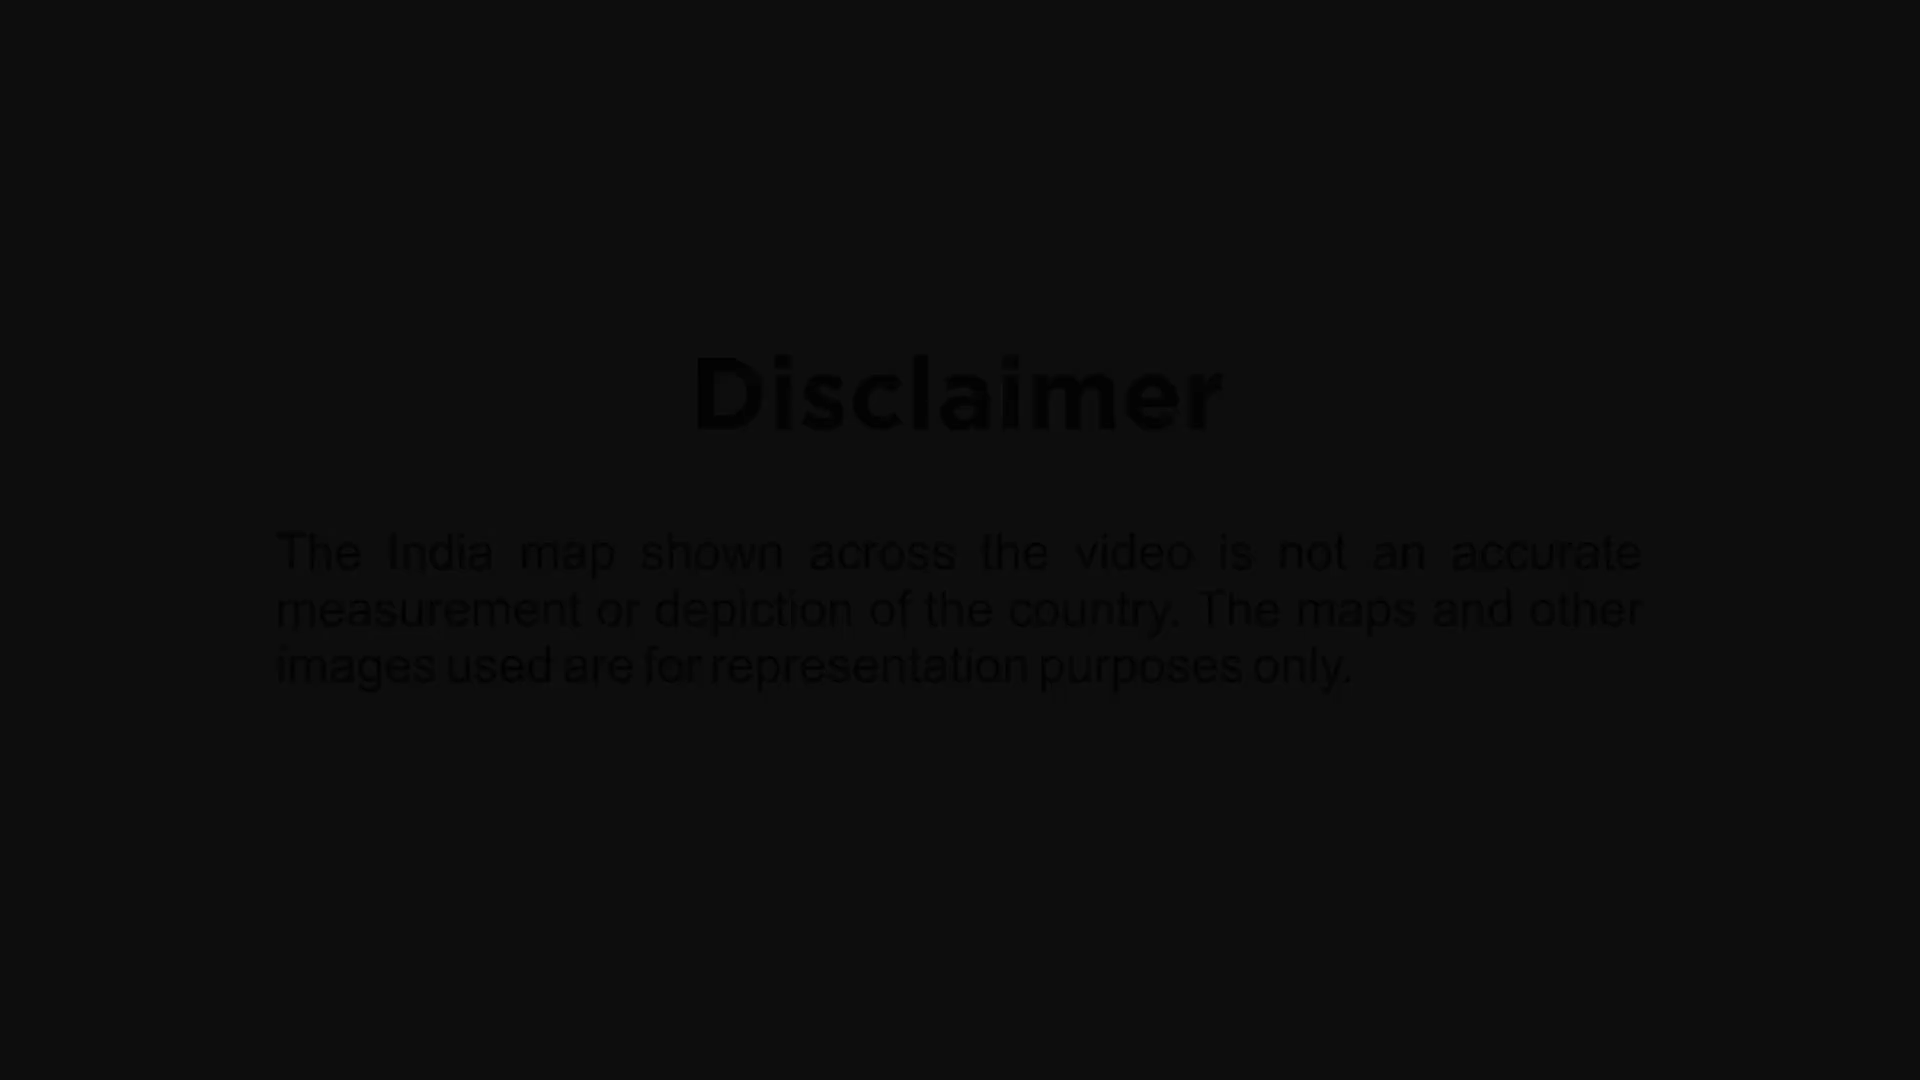 Disclaimer
The India map shown across the video is not an accurate
measurement or depiction of the country. The maps and other
images used are for representation purposes only.